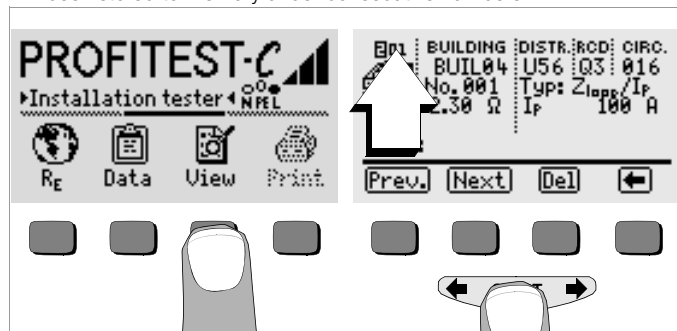 PROFITEST-C
Installation tester
N PE L
RE Data View Print
BUILDING DISTR. RCD CIRC.
BUIL04 U56 Q3 016
No. 001 Typ: Zloop/IP
2.30 Ω IP 100 A
Prev. Next Del